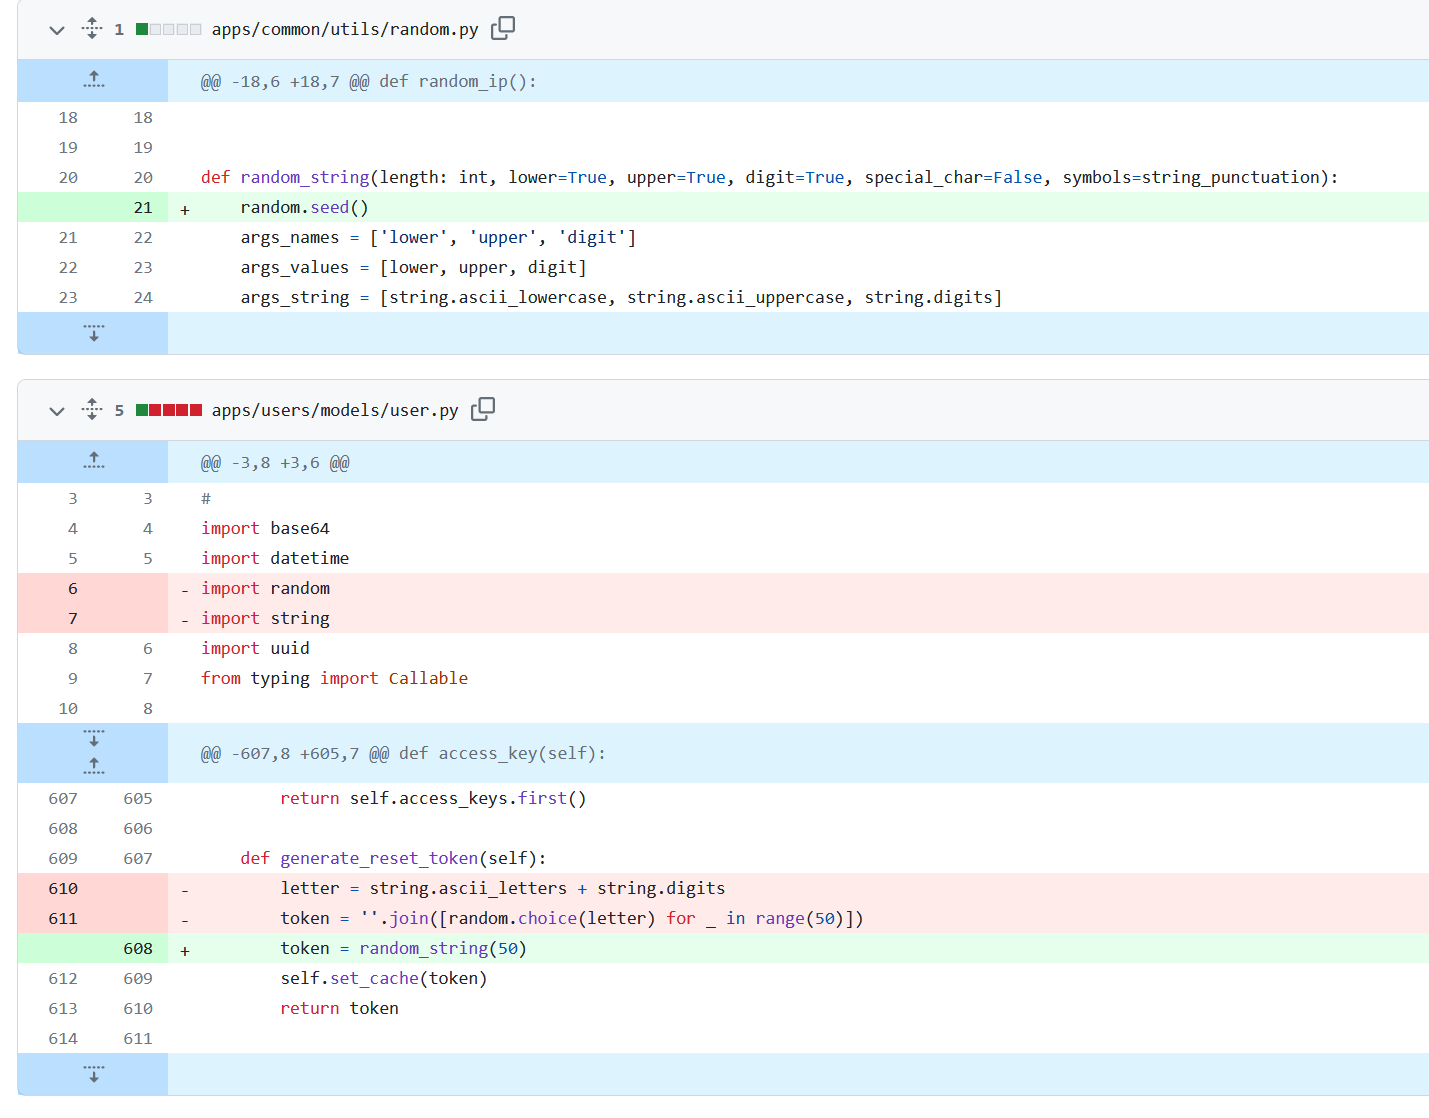 1 apps/common/utils/random.py
@@ -18,6 +18,7 @@ def random_ip():
18 18
19 19
20 20 def random_string(length: int, lower=True, upper=True, digit=True, special_char=False, symbols=string_punctuation):
21 + random.seed()
21 22 args_names = ['lower', 'upper', 'digit']
22 23 args_values = [lower, upper, digit]
23 24 args_string = [string.ascii_lowercase, string.ascii_uppercase, string.digits]
5 apps/users/models/user.py
@@ -3,8 +3,6 @@
3 3 #
4 4 import base64
5 5 import datetime
6 - import random
7 - import string
8 6 import uuid
9 7 from typing import Callable
10 8
@@ -607,8 +605,7 @@ def access_key(self):
607 605 return self.access_keys.first()
608 606
609 607 def generate_reset_token(self):
610 - letter = string.ascii_letters + string.digits
611 - token = ''.join([random.choice(letter) for _ in range(50)])
608 + token = random_string(50)
612 609 self.set_cache(token)
613 610 return token
614 611